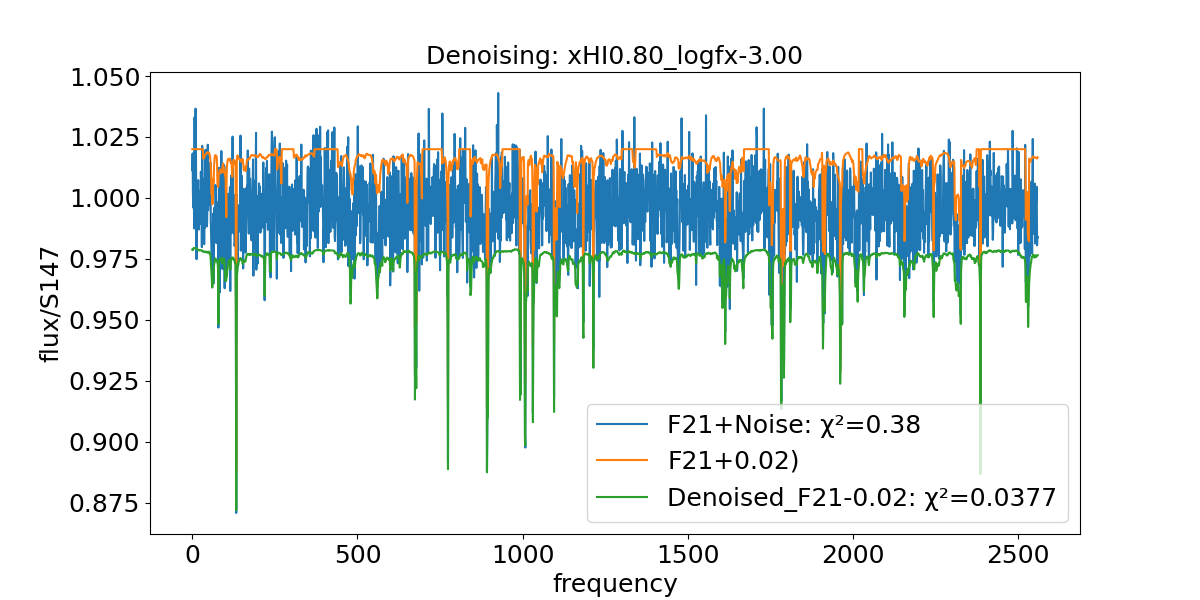 Denoising: xHI0.80_logfx-3.00
flux/S147
1.050
1.025
1.000
0.975
0.950
0.925
0.900
0.875
F21+Noise: χ²=0.38
F21+0.02)
Denoised_F21-0.02: χ²=0.0377
0 500 1000 1500 2000 2500
frequency